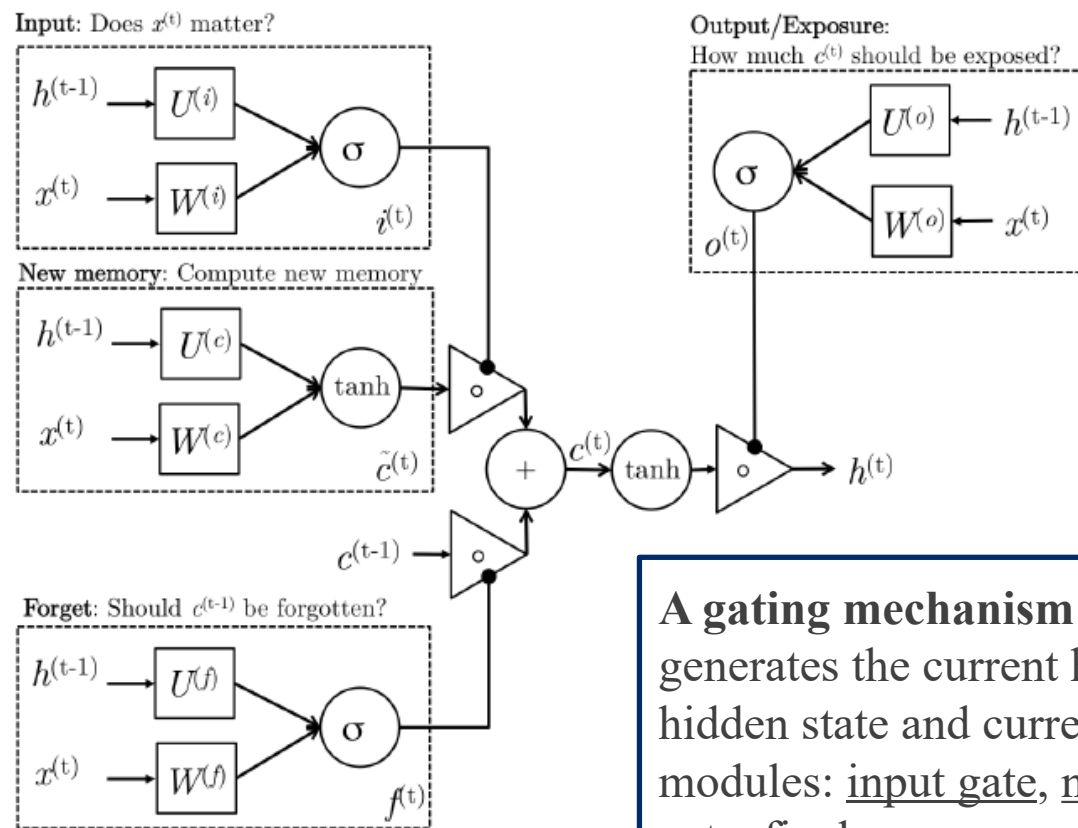 Input: Does x^(t) matter?
h^(t-1)
U^(i)
x^(t)
W^(i)
σ
i^(t)
New memory: Compute new memory
h^(t-1)
U^(c)
x^(t)
W^(c)
tanh
c̃^(t)
Forget: Should c^(t-1) be forgotten?
h^(t-1)
U^(f)
x^(t)
W^(f)
σ
f^(t)
c^(t-1)
∘
∘
+
c^(t)
tanh
∘
h^(t)
Output/Exposure:
How much c^(t) should be exposed?
U^(o)
h^(t-1)
W^(o)
x^(t)
σ
o^(t)
A gating mechanism
generates the current
hidden state and
modules: input gate,